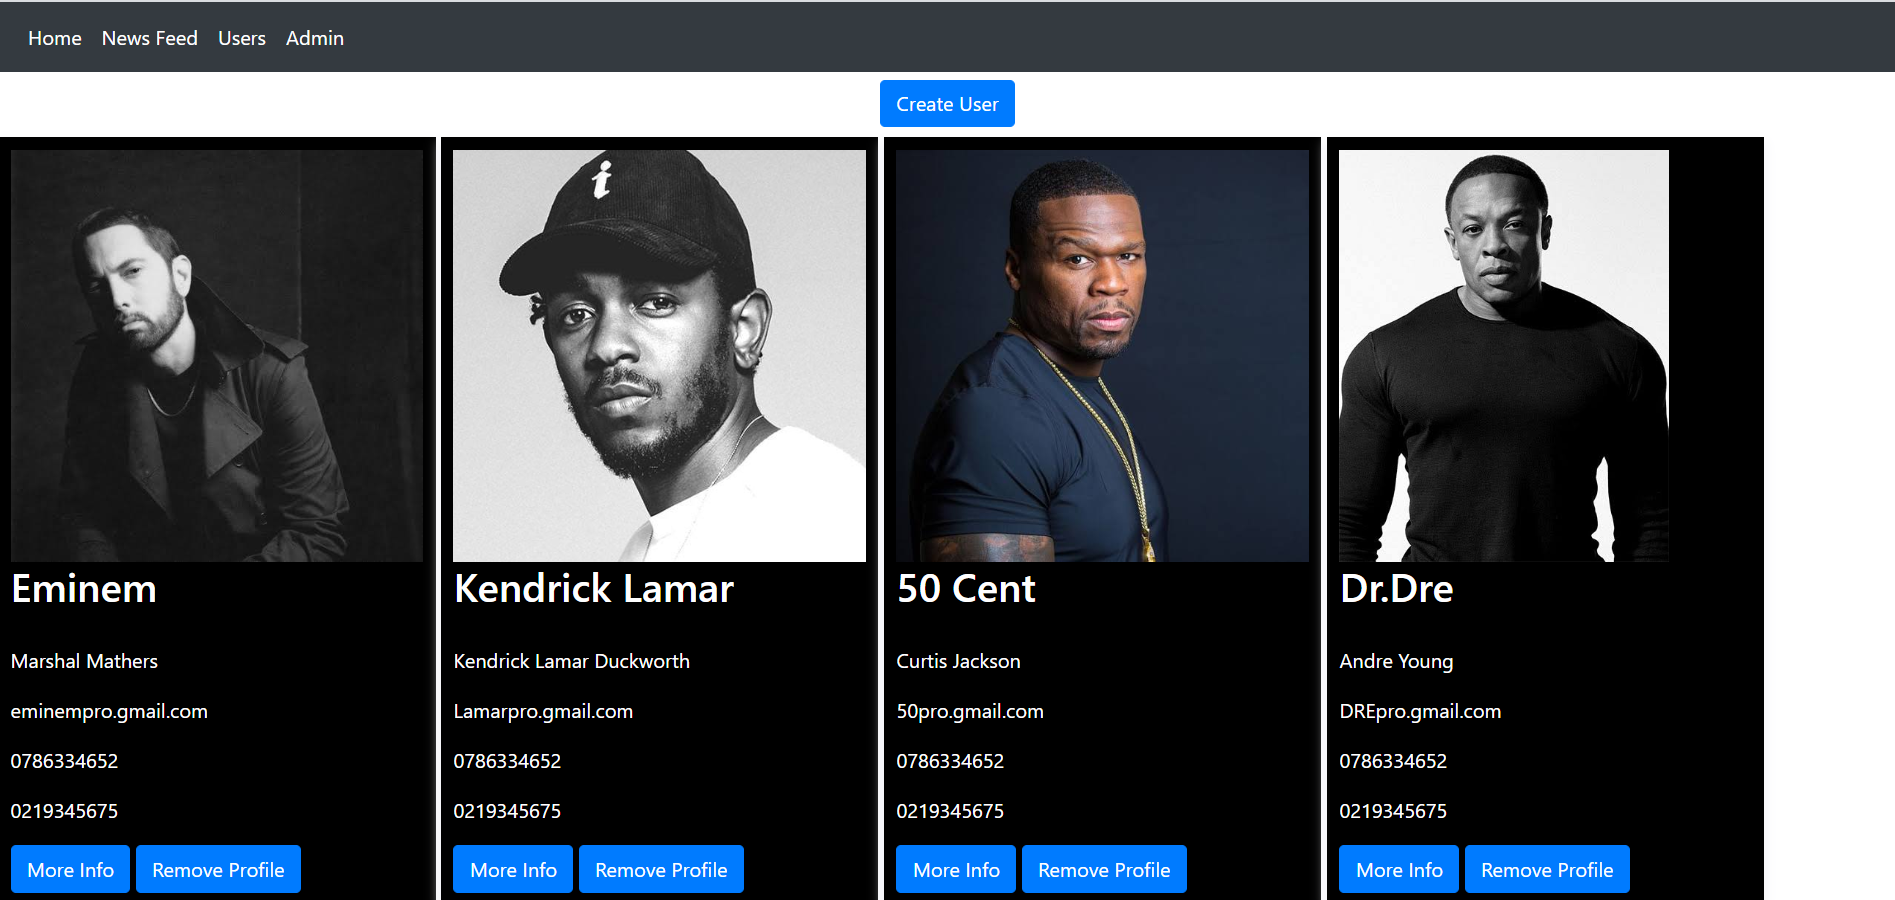 Home News Feed Users Admin
Create User
i
Eminem
Marshal Mathers
eminempro.gmail.com
0786334652
0219345675
More Info Remove Profile
Kendrick Lamar
Kendrick Lamar Duckworth
Lamarpro.gmail.com
0786334652
0219345675
More Info Remove Profile
50 Cent
Curtis Jackson
50pro.gmail.com
0786334652
0219345675
More Info Remove Profile
Dr.Dre
Andre Young
DREpro.gmail.com
0786334652
0219345675
More Info Remove Profile